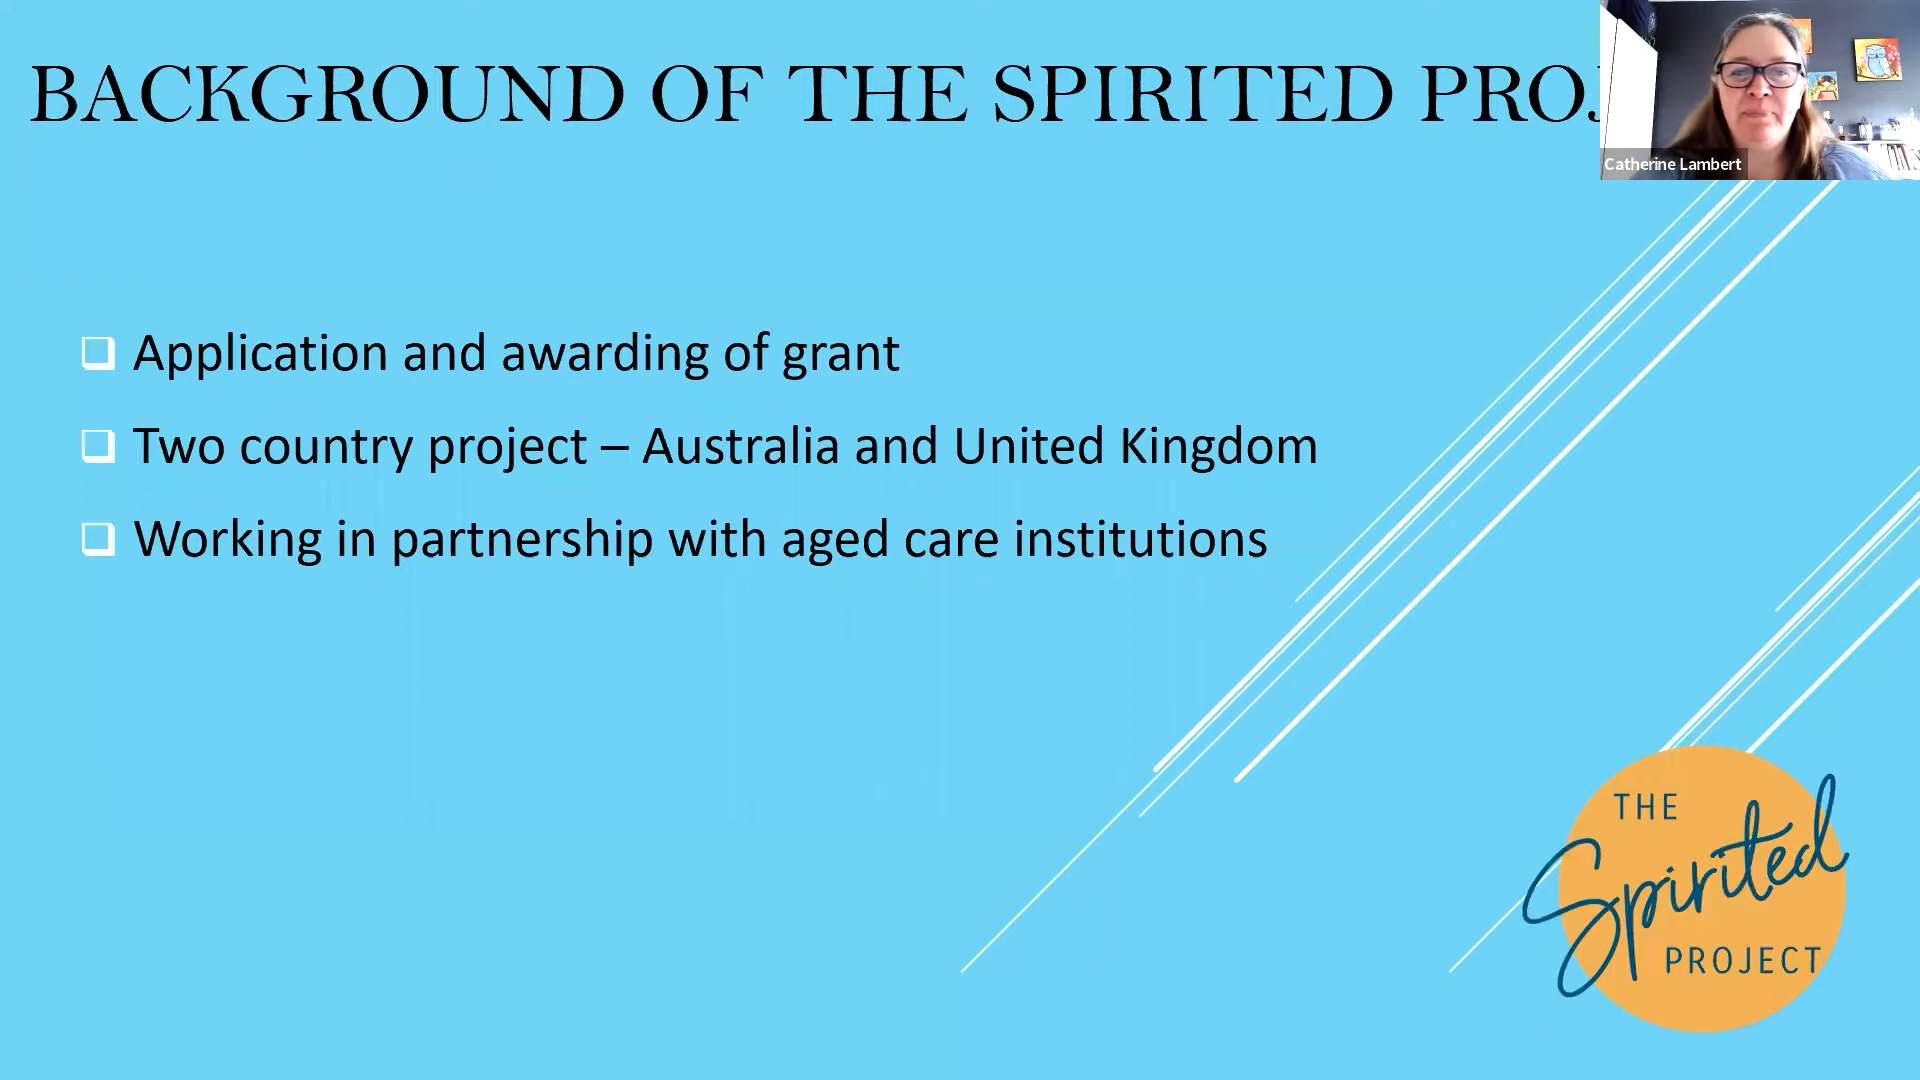 BACKGROUND OF THE SPIRITED PROJ
Catherine Lambert
Application and awarding of grant
Two country project – Australia and United Kingdom
Working in partnership with aged care institutions
THE
Spirited
PROJECT